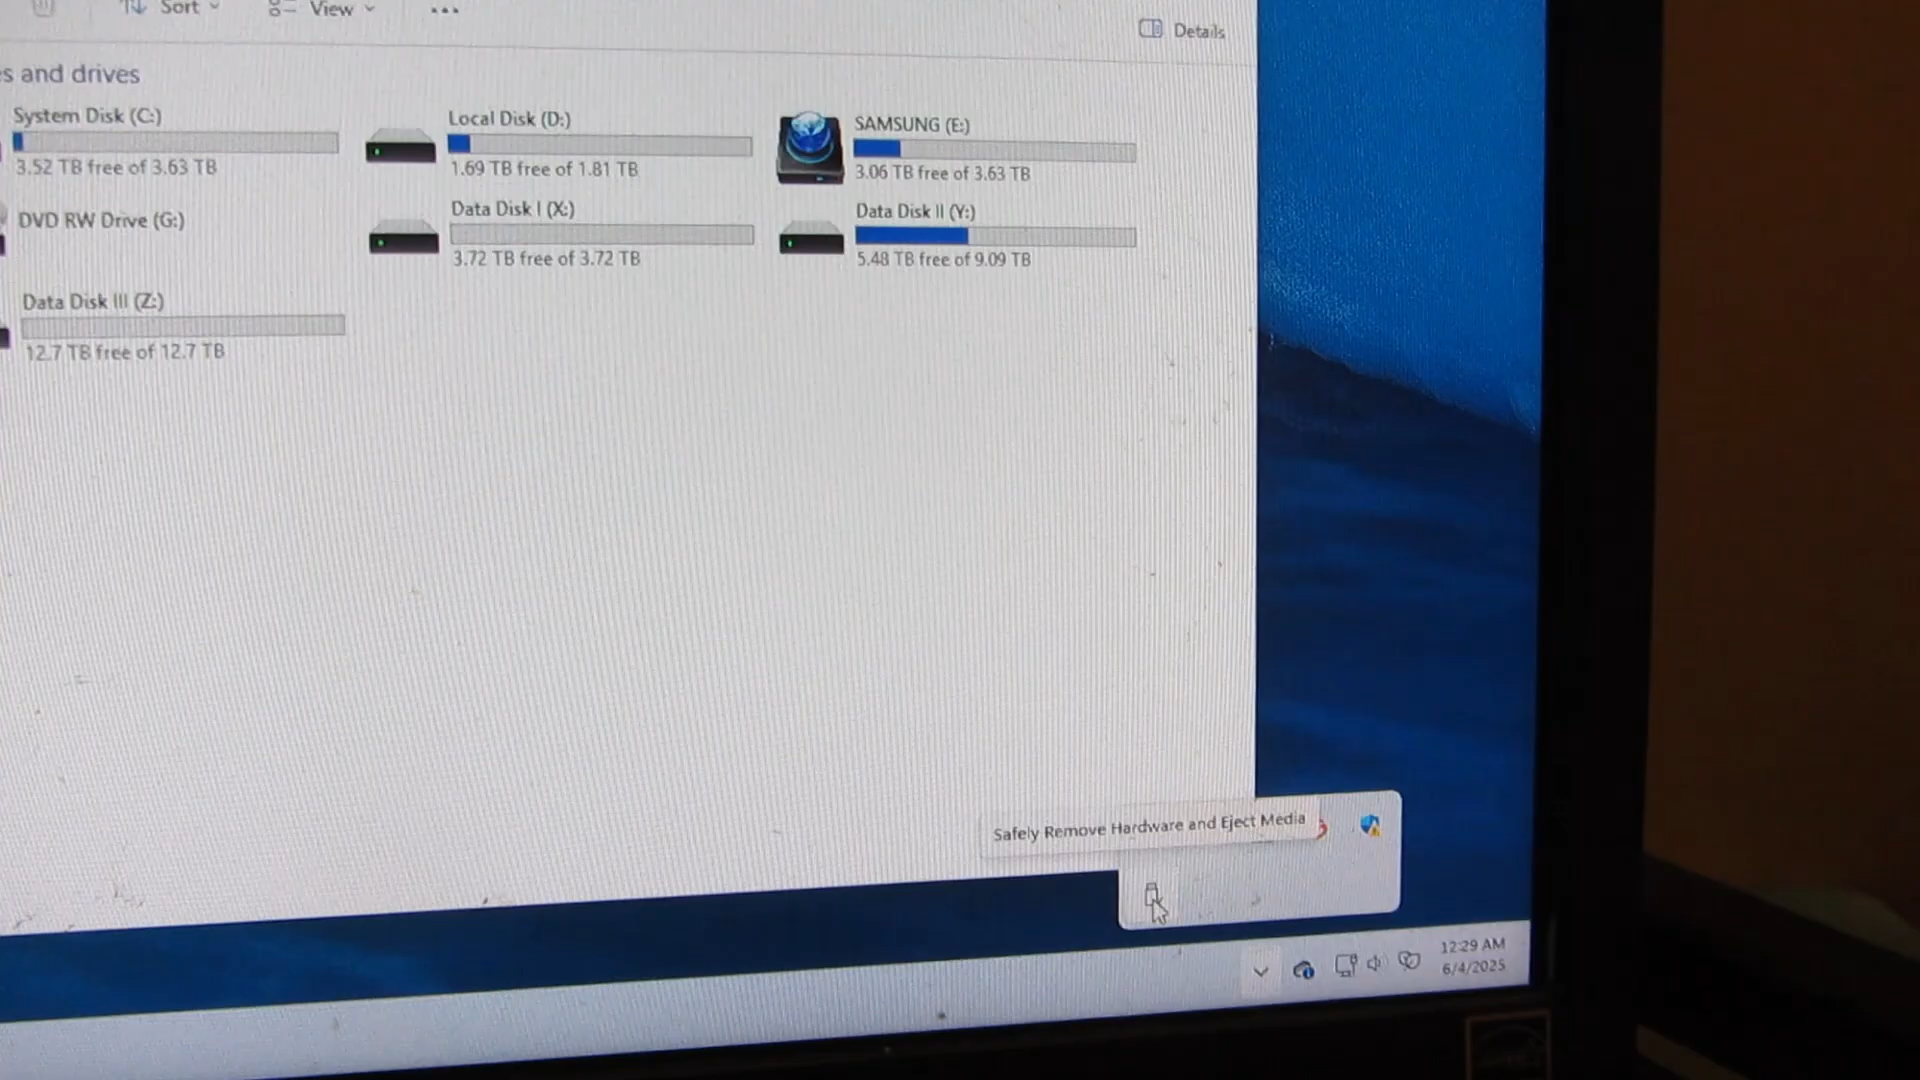 Sort
View
Details
s and drives
System Disk (C:)
3.52 TB free of 3.63 TB
Local Disk (D:)
1.69 TB free of 1.81 TB
SAMSUNG (E:)
3.06 TB free of 3.63 TB
DVD RW Drive (G:)
Data Disk I (X:)
3.72 TB free of 3.72 TB
Data Disk II (Y:)
5.48 TB free of 9.09 TB
Data Disk III (Z:)
12.7 TB free of 12.7 TB
Safely Remove Hardware and Eject Media
12:29 AM
6/4/2025